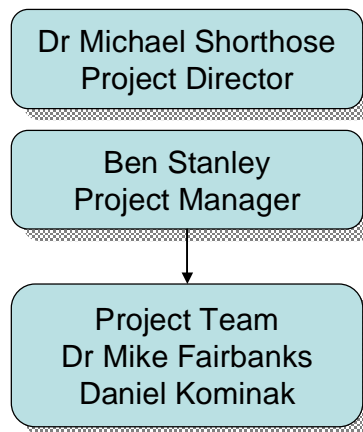 Dr Michael Shorthose
Project Director
Ben Stanley
Project Manager
Project Team
Dr Mike Fairbanks
Daniel Kominak